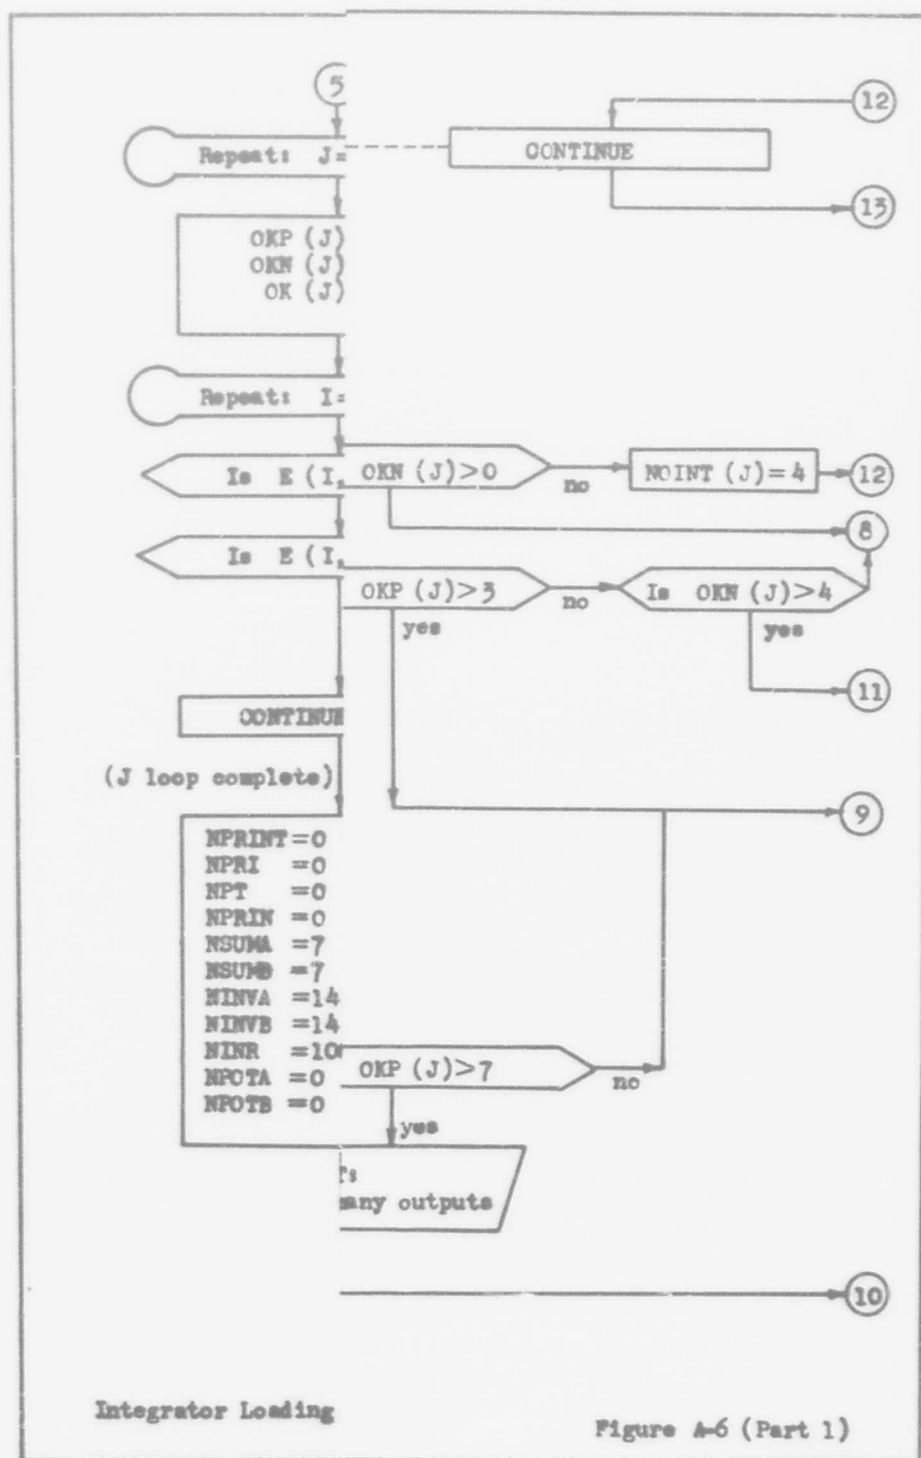 5
12
Repeat: J=
CONTINUE
13
OKP (J)
OKN (J)
OK (J)
Repeat: I=
Is E (I,
OKN (J)>0
no
NOINT (J)=4
12
8
Is E (I,
OKP (J)>3
no
Is OKN (J)>4
yes
yes
11
CONTINUE
(J loop complete)
9
NPRINT=0
NPRI =0
NPT =0
NPRIN =0
NSUMA =7
NSUMB =7
NINVA =14
NINVB =14
NINR =10
NPOTA =0
NPOTB =0
OKP (J)>7
no
yes
T:
many outputs
10
Integrator Loading
Figure A-6 (Part 1)